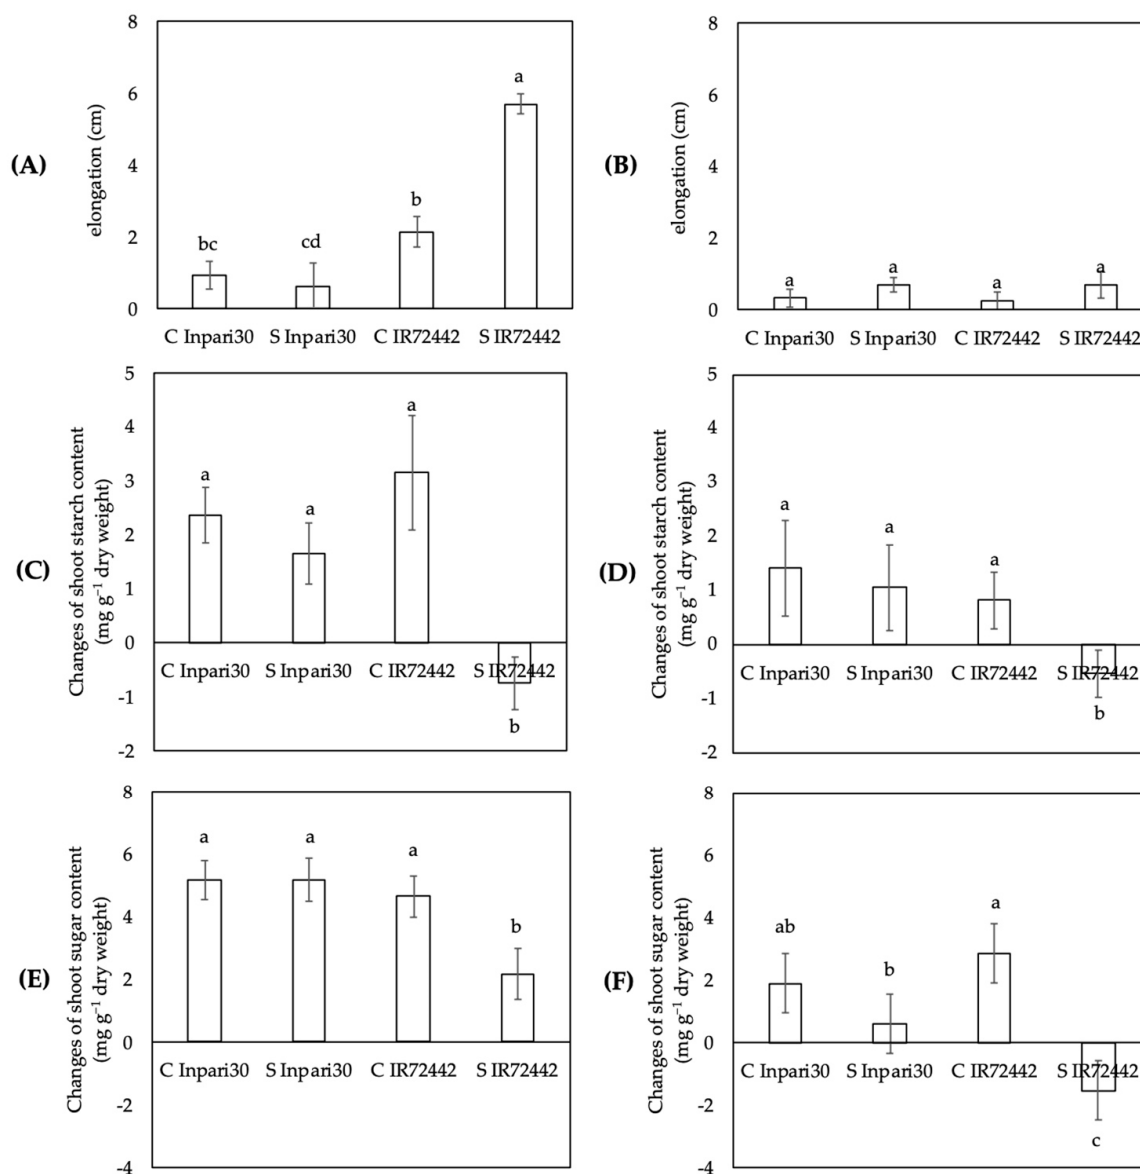 (A)
elongation (cm)
8
6
4
2
0
a
b
bc
cd
C Inpari30 S Inpari30 C IR72442 S IR72442
(B)
elongation (cm)
8
6
4
2
0
a a a a
C Inpari30 S Inpari30 C IR72442 S IR72442
(C)
Changes of shoot starch content
(mg g⁻¹ dry weight)
5
4
3
2
1
0
-1
-2
a a a b
C Inpari30 S Inpari30 C IR72442 S IR72442
(D)
Changes of shoot starch content
(mg g⁻¹ dry weight)
5
4
3
2
1
0
-1
-2
a a a b
C Inpari30 S Inpari30 C IR72442 S IR72442
(E)
Changes of shoot sugar content
(mg g⁻¹ dry weight)
8
6
4
2
0
-2
-4
a a a b
C Inpari30 S Inpari30 C IR72442 S IR72442
(F)
Changes of shoot sugar content
(mg g⁻¹ dry weight)
8
6
4
2
0
-2
-4
ab b a c
C Inpari30 S Inpari30 C IR72442 S IR72442